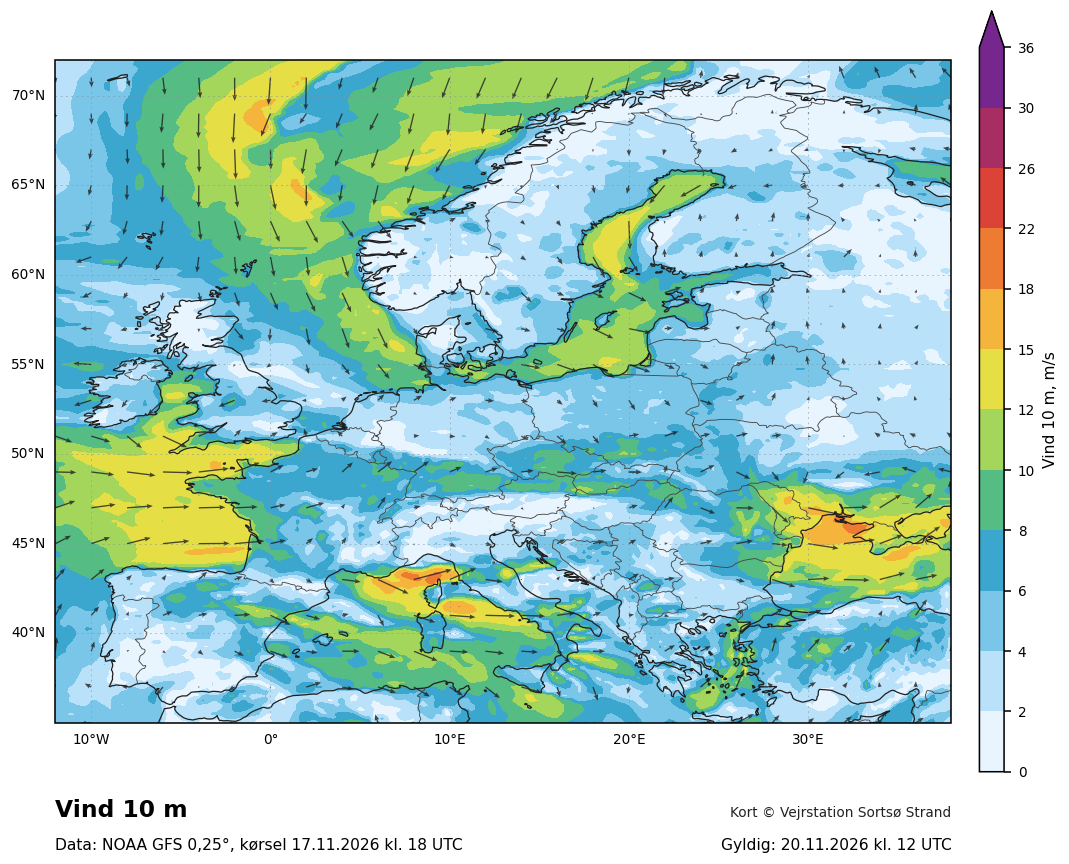 70°N
65°N
60°N
55°N
50°N
45°N
40°N
10°W
0°
10°E
20°E
30°E
36
30
26
22
18
15
12
10
8
6
4
2
0
Vind 10 m, m/s
Vind 10 m
Kort © Vejrstation Sortsø Strand
Data: NOAA GFS 0,25°, kørsel 17.11.2026 kl. 18 UTC
Gyldig: 20.11.2026 kl. 12 UTC